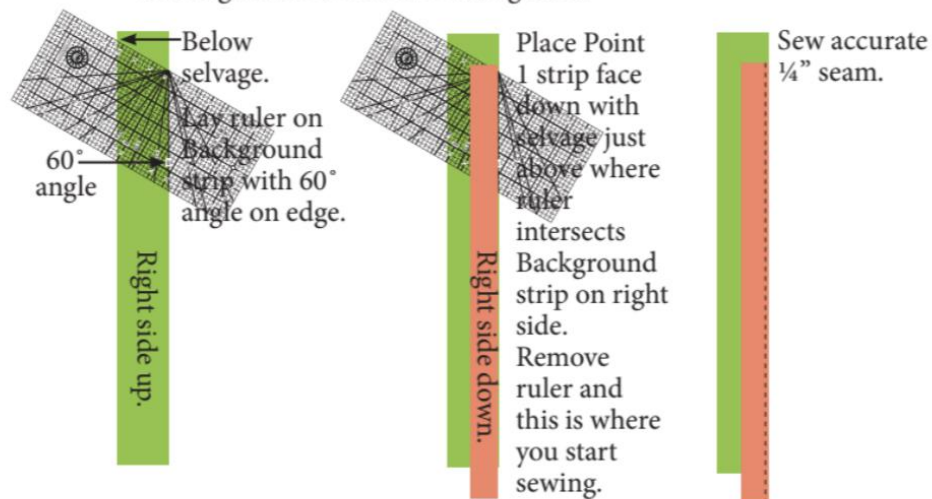 Below
selvage.
Lay ruler on
Background
strip with 60°
angle on edge.
60°
angle
Right side up.
Place Point
1 strip face
down with
selvage just
above where
ruler
intersects
Background
strip on right
side.
Remove
ruler and
this is where
you start
sewing.
Right side down.
Sew accurate
¼” seam.